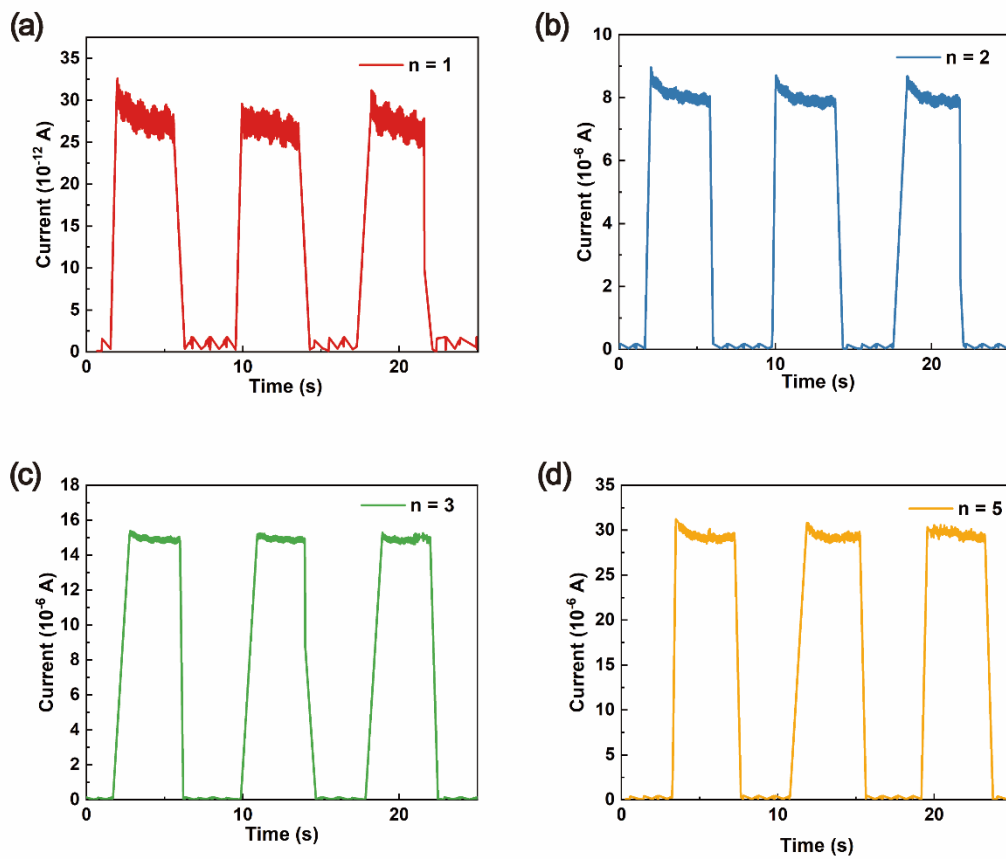 (a)
n = 1
Current (10⁻¹² A)
35
30
25
20
15
10
5
0
0
10
20
Time (s)
(b)
n = 2
Current (10⁻⁶ A)
10
8
6
4
2
0
0
10
20
Time (s)
(c)
n = 3
Current (10⁻⁶ A)
18
16
14
12
10
8
6
4
2
0
0
10
20
Time (s)
(d)
n = 5
Current (10⁻⁶ A)
35
30
25
20
15
10
5
0
0
10
20
Time (s)